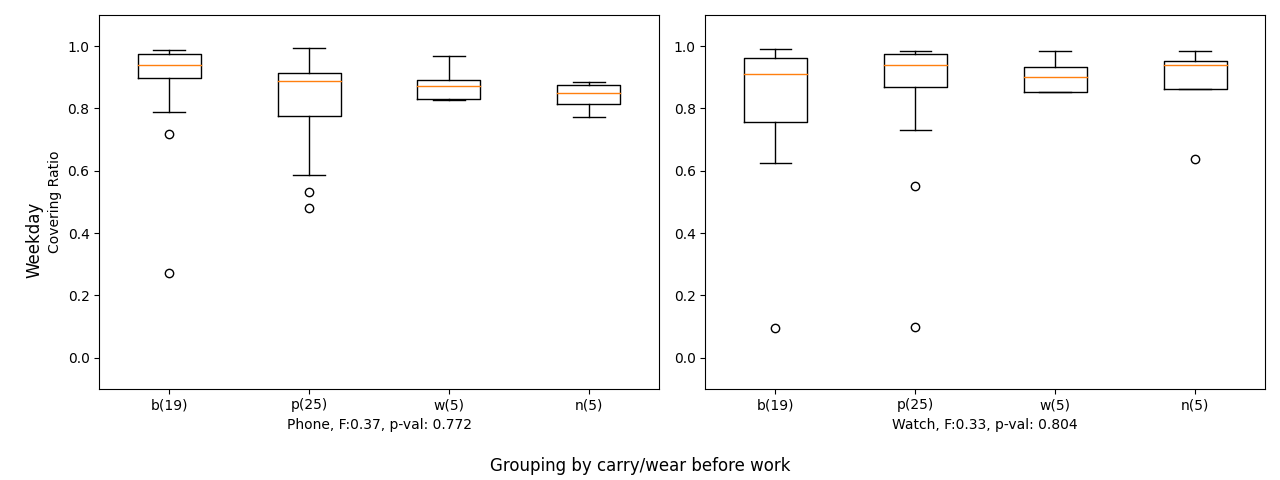 Weekday
Covering Ratio
1.0
0.8
0.6
0.4
0.2
0.0
b(19) p(25) w(5) n(5)
Phone, F:0.37, p-val: 0.772
1.0
0.8
0.6
0.4
0.2
0.0
b(19) p(25) w(5) n(5)
Watch, F:0.33, p-val: 0.804
Grouping by carry/wear before work